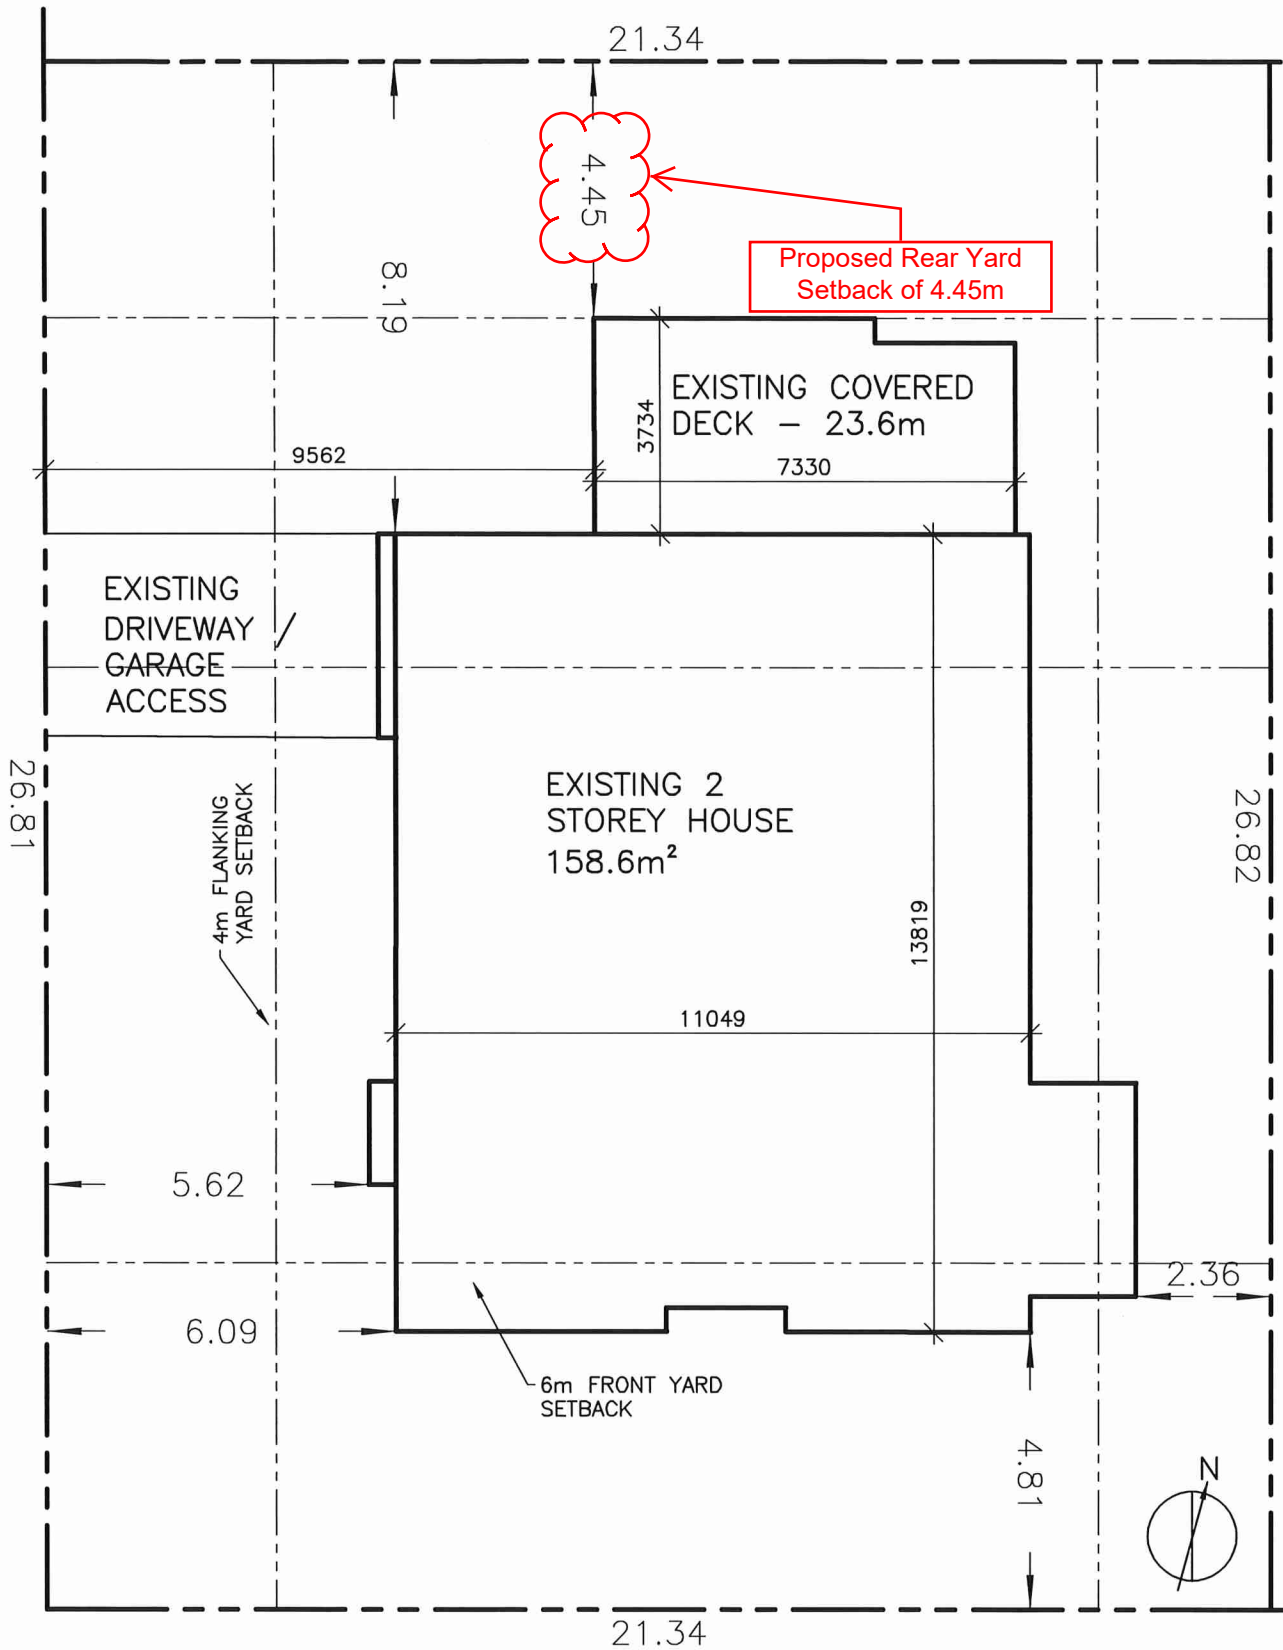 21.34
4.45
Proposed Rear Yard
Setback of 4.45m
8.19
EXISTING COVERED
DECK – 23.6m
3734
9562
7330
EXISTING
DRIVEWAY /
GARAGE
ACCESS
26.81
4m FLANKING
YARD SETBACK
EXISTING 2
STOREY HOUSE
158.6m²
26.82
13819
11049
5.62
2.36
6.09
6m FRONT YARD
SETBACK
4.81
N
21.34